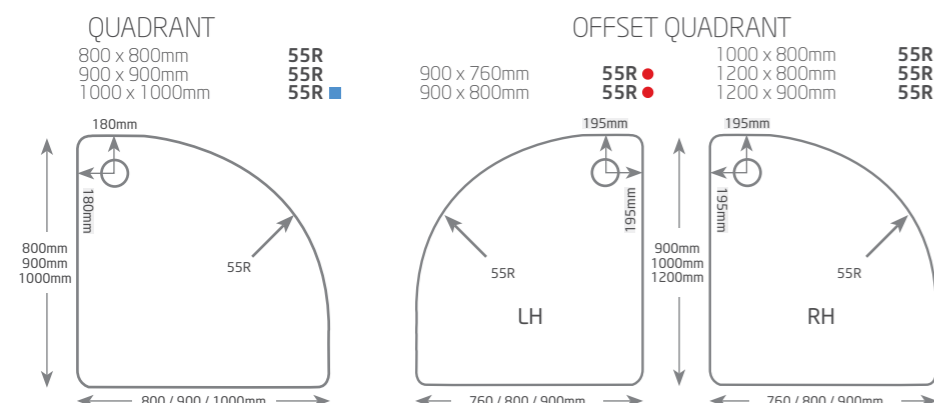 QUADRANT
800 x 800mm 55R
900 x 900mm 55R
1000 x 1000mm 55R
180mm
180mm
800mm
900mm
1000mm
55R
800 / 900 / 1000mm
OFFSET QUADRANT
900 x 760mm 55R
900 x 800mm 55R
1000 x 800mm 55R
1200 x 800mm 55R
1200 x 900mm 55R
195mm
195mm
55R
LH
760 / 800 / 900mm
900mm
1000mm
1200mm
195mm
195mm
55R
RH
760 / 800 / 900mm